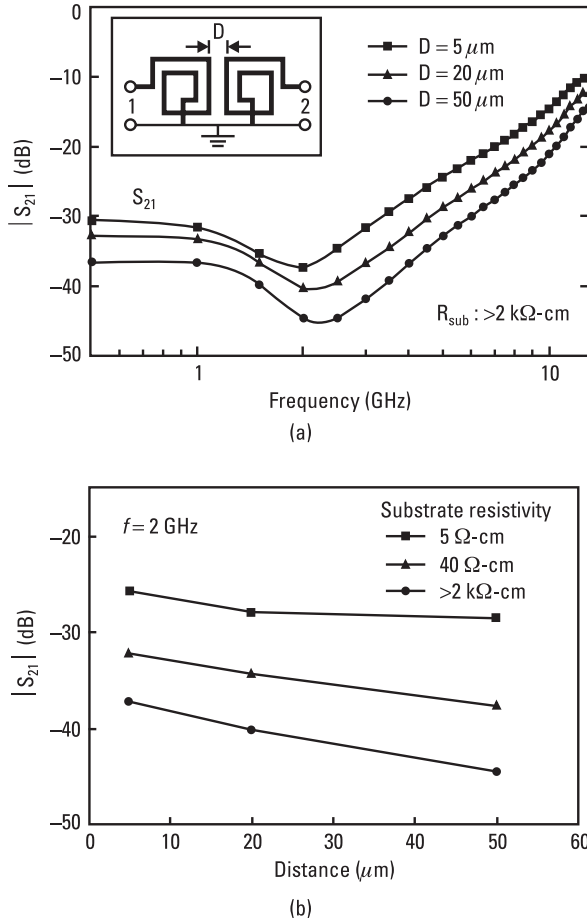 0
D
D = 5 μm
D = 20 μm
D = 50 μm
1
2
−10
−20
−30
−40
−50
|S21| (dB)
S21
Rsub : >2 kΩ-cm
1
10
Frequency (GHz)
(a)
f = 2 GHz
Substrate resistivity
5 Ω-cm
40 Ω-cm
>2 kΩ-cm
−20
−30
−40
−50
|S21| (dB)
0
10
20
30
40
50
60
Distance (μm)
(b)